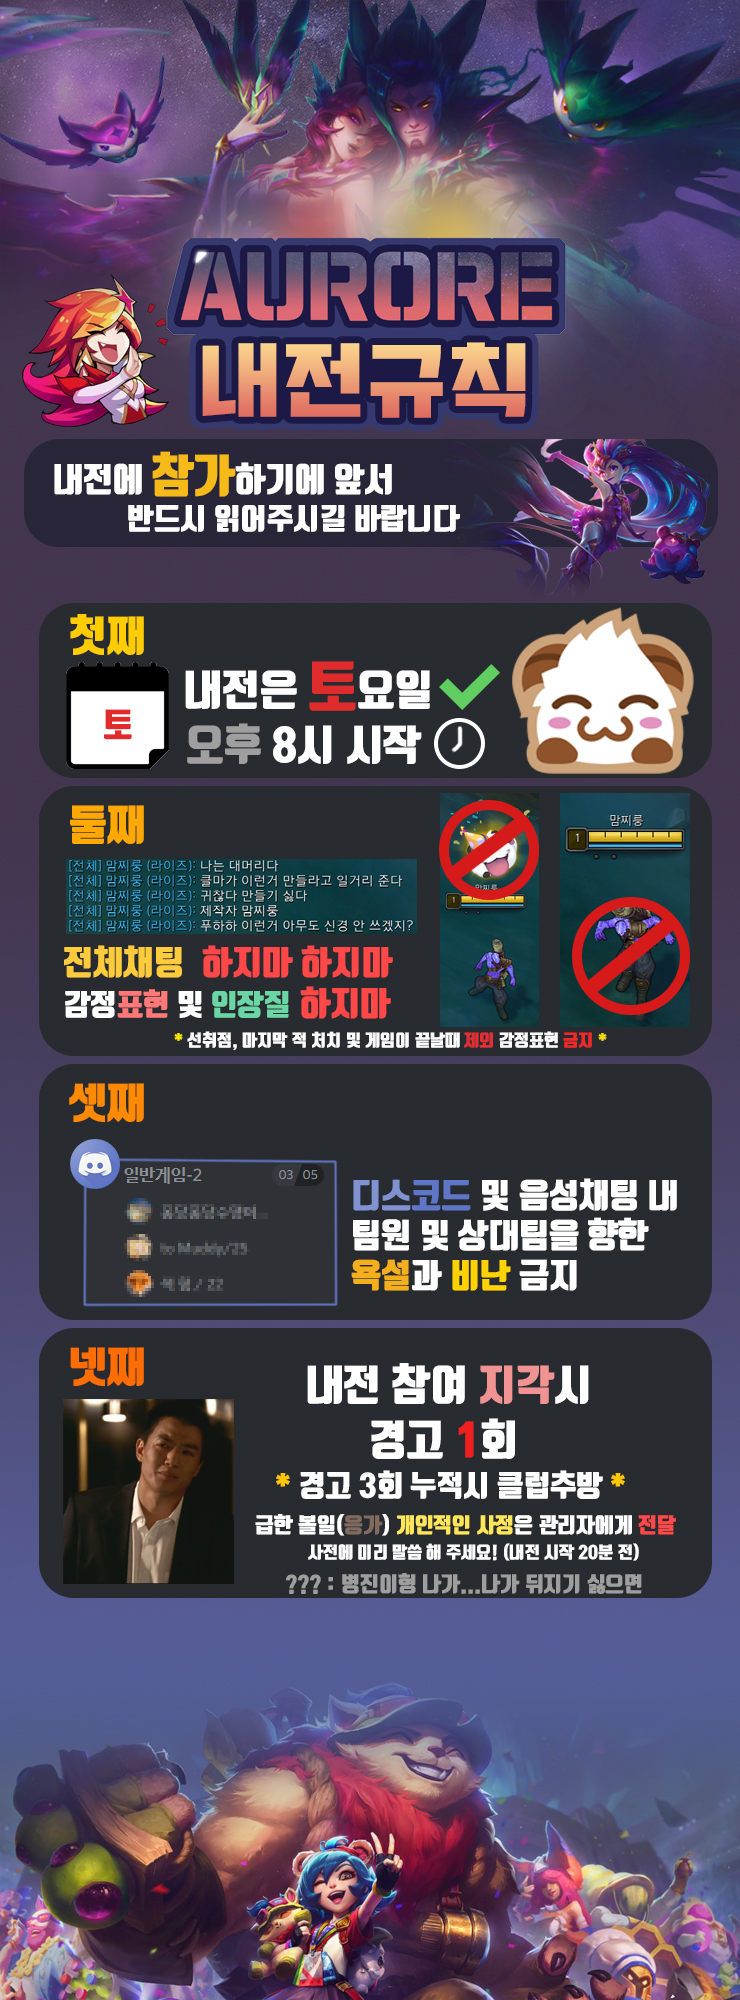 AURORE
내전규칙
내전에 참가하기에 앞서
반드시 읽어주시길 바랍니다
첫째
토
내전은 토요일
오후 8시 시작
둘째
[전체] 맘찌룽 (라이즈): 나는 대머리다
[전체] 맘찌룽 (라이즈): 클마가 이런거 만들라고 일거리 준다
[전체] 맘찌룽 (라이즈): 귀찮다 만들기 싫다
[전체] 맘찌룽 (라이즈): 제작자 맘찌룽
[전체] 맘찌룽 (라이즈): 푸하하 이런거 아무도 신경 안 쓰겠지?
맘찌룽
1
맘찌룽
1
전체채팅 하지마 하지마
감정표현 및 인장질 하지마
* 선취점, 마지막 적 처치 및 게임이 끝날때 제외 감정표현 금지 *
셋째
일반게임-2 03 05
디스코드 및 음성채팅 내
팀원 및 상대팀을 향한
욕설과 비난 금지
넷째
내전 참여 지각시
경고 1회
* 경고 3회 누적시 클럽추방 *
급한 볼일(응가) 개인적인 사정은 관리자에게 전달
사전에 미리 말씀 해 주세요! (내전 시작 20분 전)
??? : 병진이형 나가...나가 뒤지기 싫으면